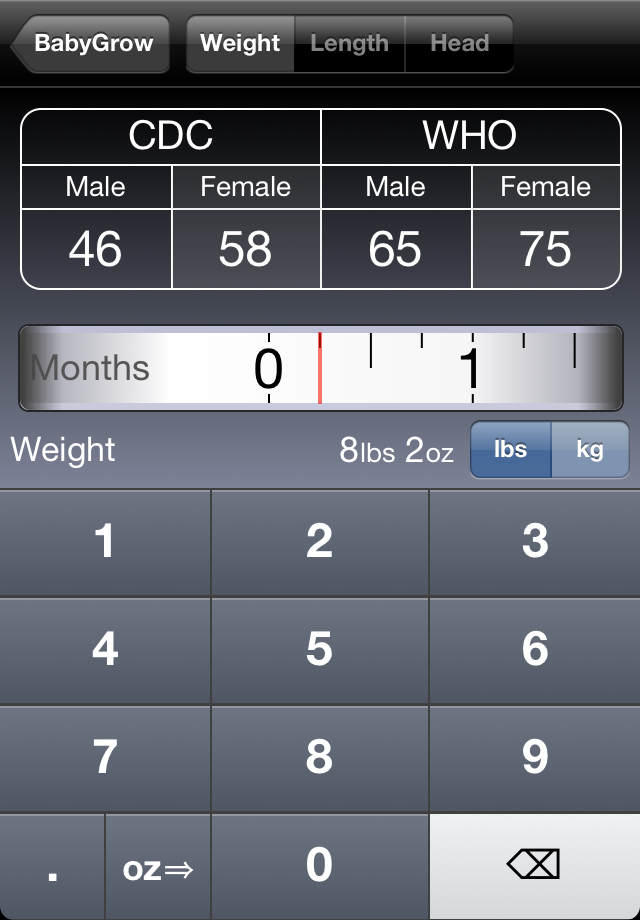 BabyGrow Weight Length Head
CDC WHO
Male Female Male Female
46 58 65 75
Months 0 1
Weight 8lbs 2oz lbs kg
1 2 3
4 5 6
7 8 9
. oz⇒ 0 ⌫